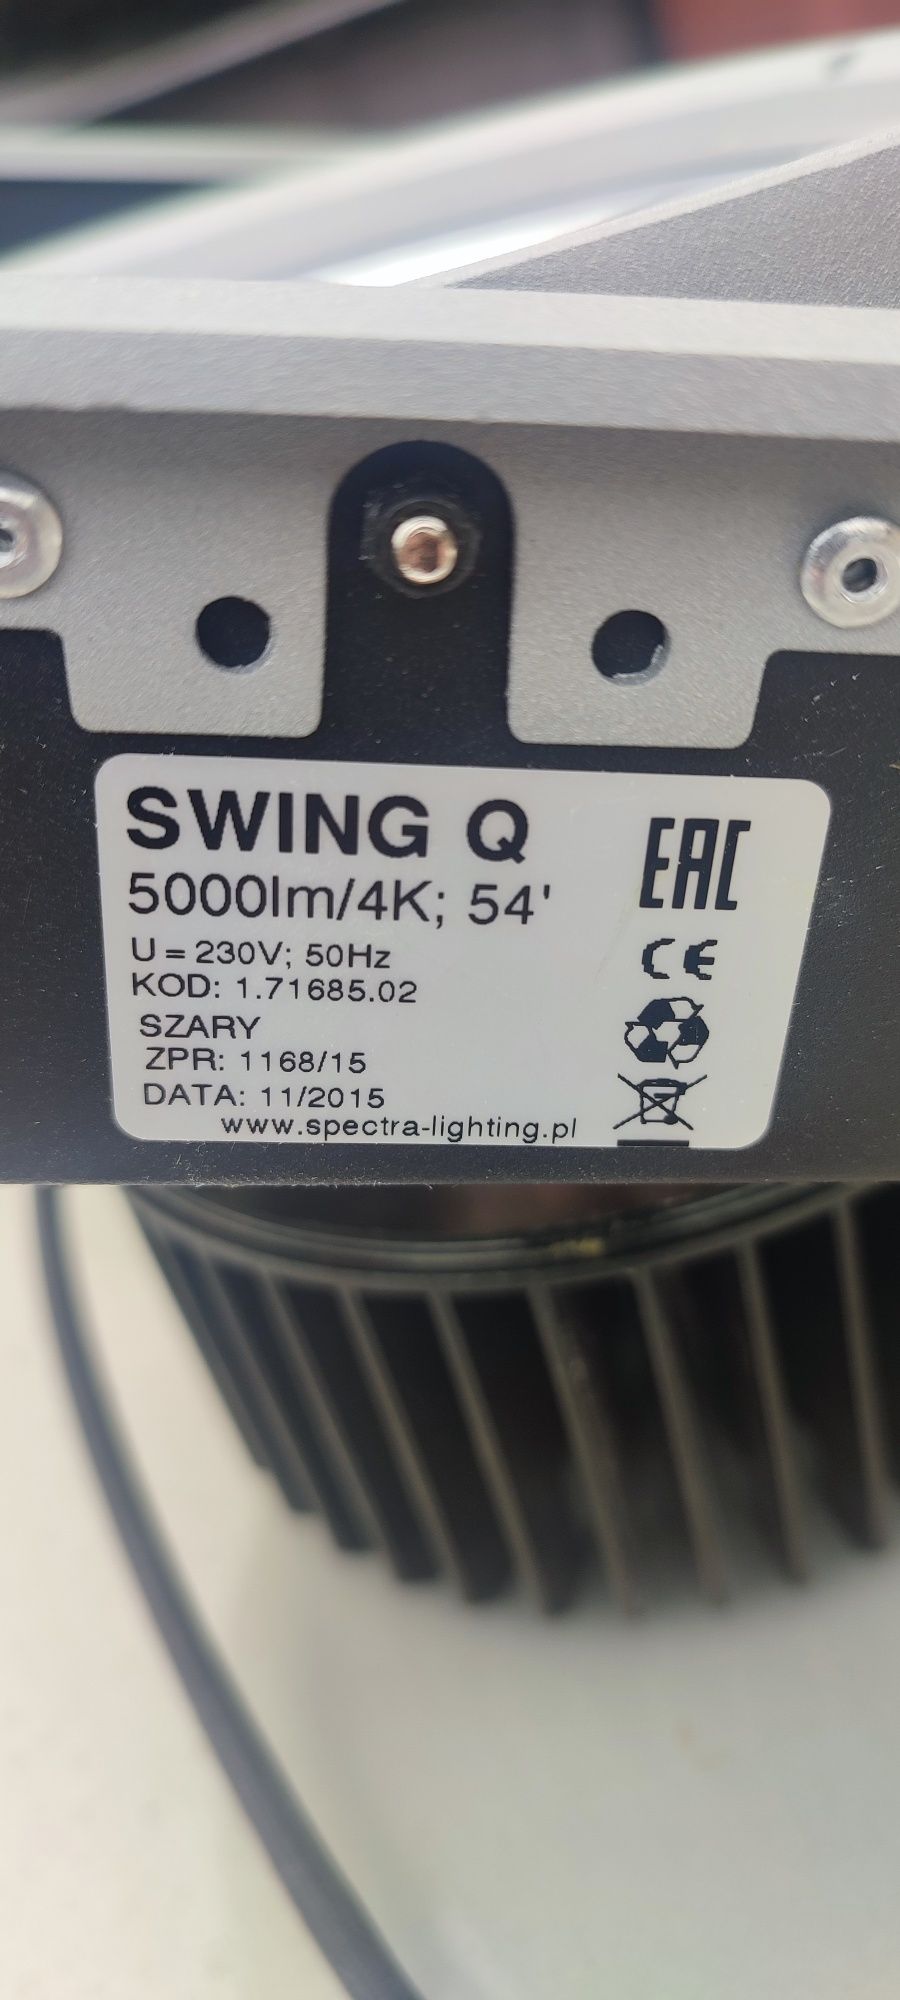 SWING Q
5000lm/4K; 54'
U = 230V; 50Hz
KOD: 1.71685.02
SZARY
ZPR: 1168/15
DATA: 11/2015
www.spectra-lighting.pl
EAC
CE